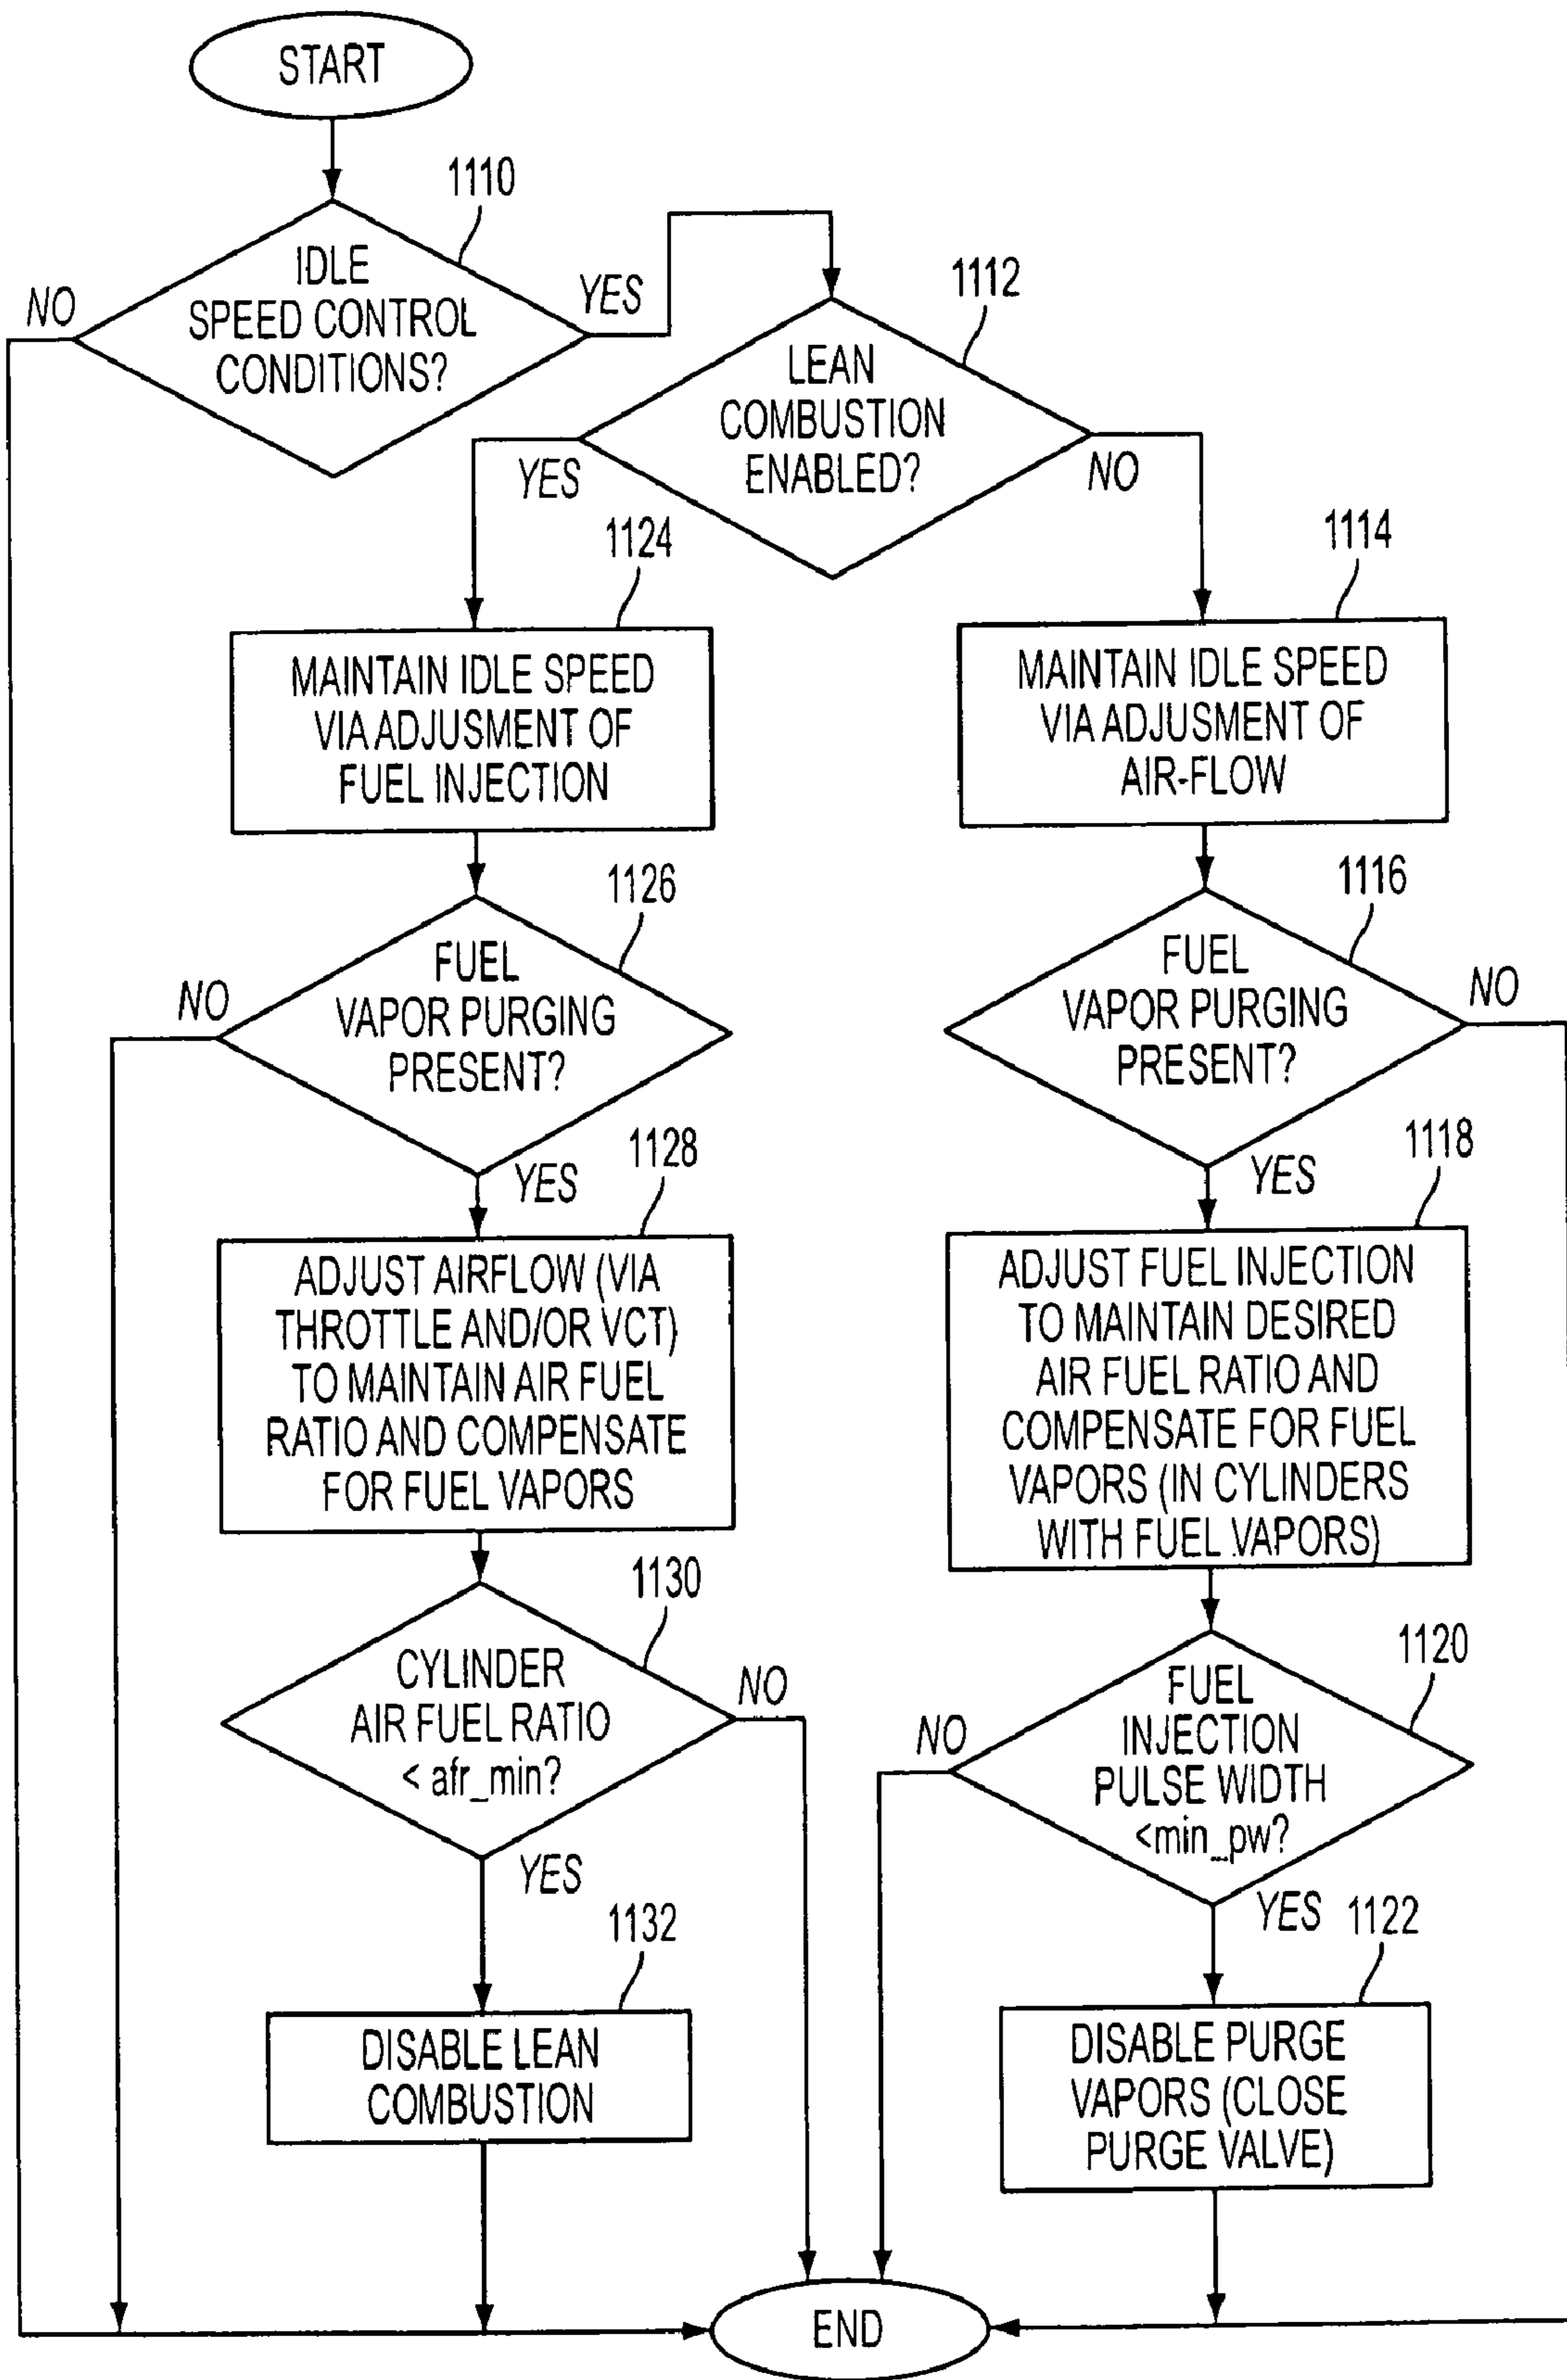 START
1110
IDLE
SPEED CONTROL
CONDITIONS?
NO
YES
1112
LEAN
COMBUSTION
ENABLED?
YES
NO
1124
MAINTAIN IDLE SPEED
VIA ADJUSMENT OF
FUEL INJECTION
1114
MAINTAIN IDLE SPEED
VIA ADJUSMENT OF
AIR-FLOW
1126
FUEL
VAPOR PURGING
PRESENT?
NO
YES
1116
FUEL
VAPOR PURGING
PRESENT?
NO
YES
1128
ADJUST AIRFLOW (VIA
THROTTLE AND/OR VCT)
TO MAINTAIN AIR FUEL
RATIO AND COMPENSATE
FOR FUEL VAPORS
1118
ADJUST FUEL INJECTION
TO MAINTAIN DESIRED
AIR FUEL RATIO AND
COMPENSATE FOR FUEL
VAPORS (IN CYLINDERS
WITH FUEL VAPORS)
1130
CYLINDER
AIR FUEL RATIO
< afr_min?
NO
YES
1120
FUEL
INJECTION
PULSE WIDTH
<min_pw?
NO
YES
1132
DISABLE LEAN
COMBUSTION
1122
DISABLE PURGE
VAPORS (CLOSE
PURGE VALVE)
END